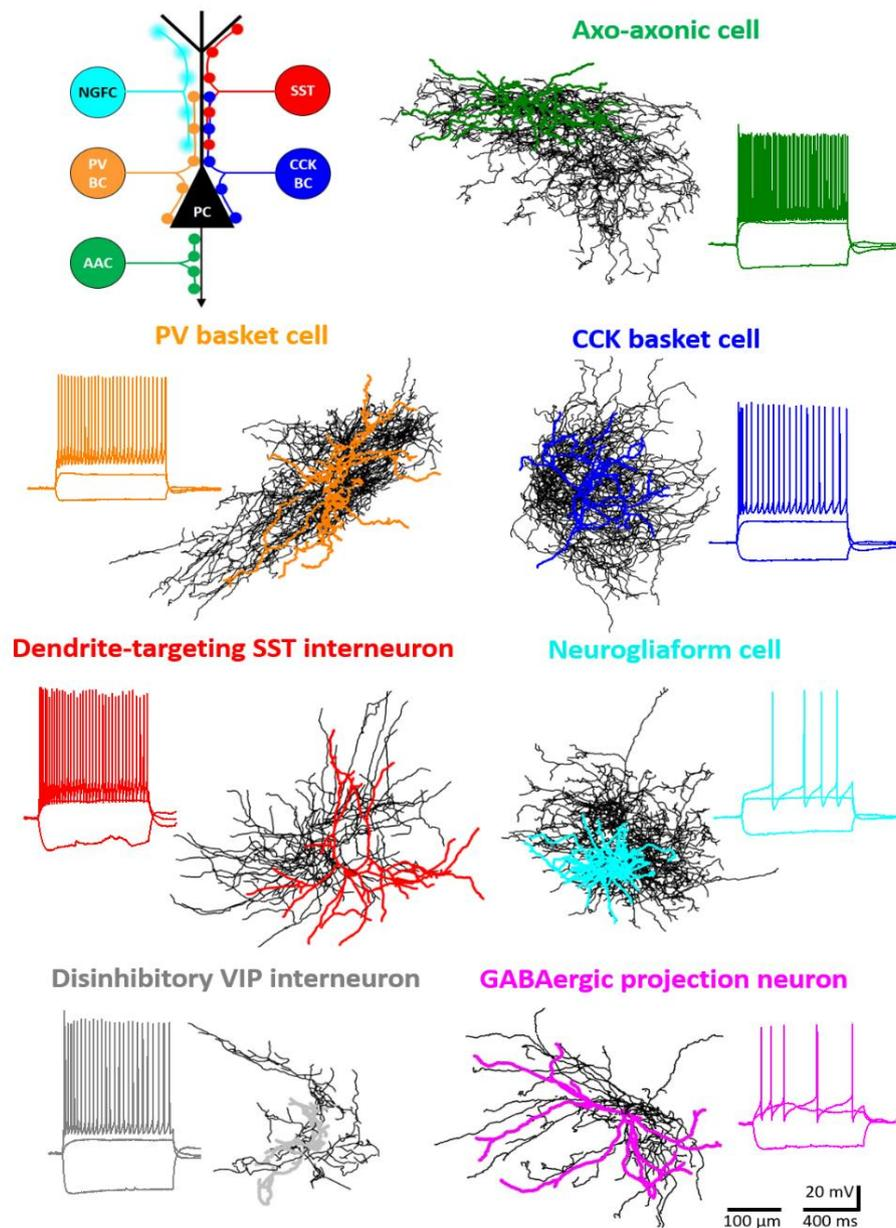 Axo-axonic cell
NGFC
SST
PV
BC
CCK
BC
PC
AAC
PV basket cell
CCK basket cell
Dendrite-targeting SST interneuron
Neurogliaform cell
Disinhibitory VIP interneuron
GABAergic projection neuron
20 mV
100 µm
400 ms